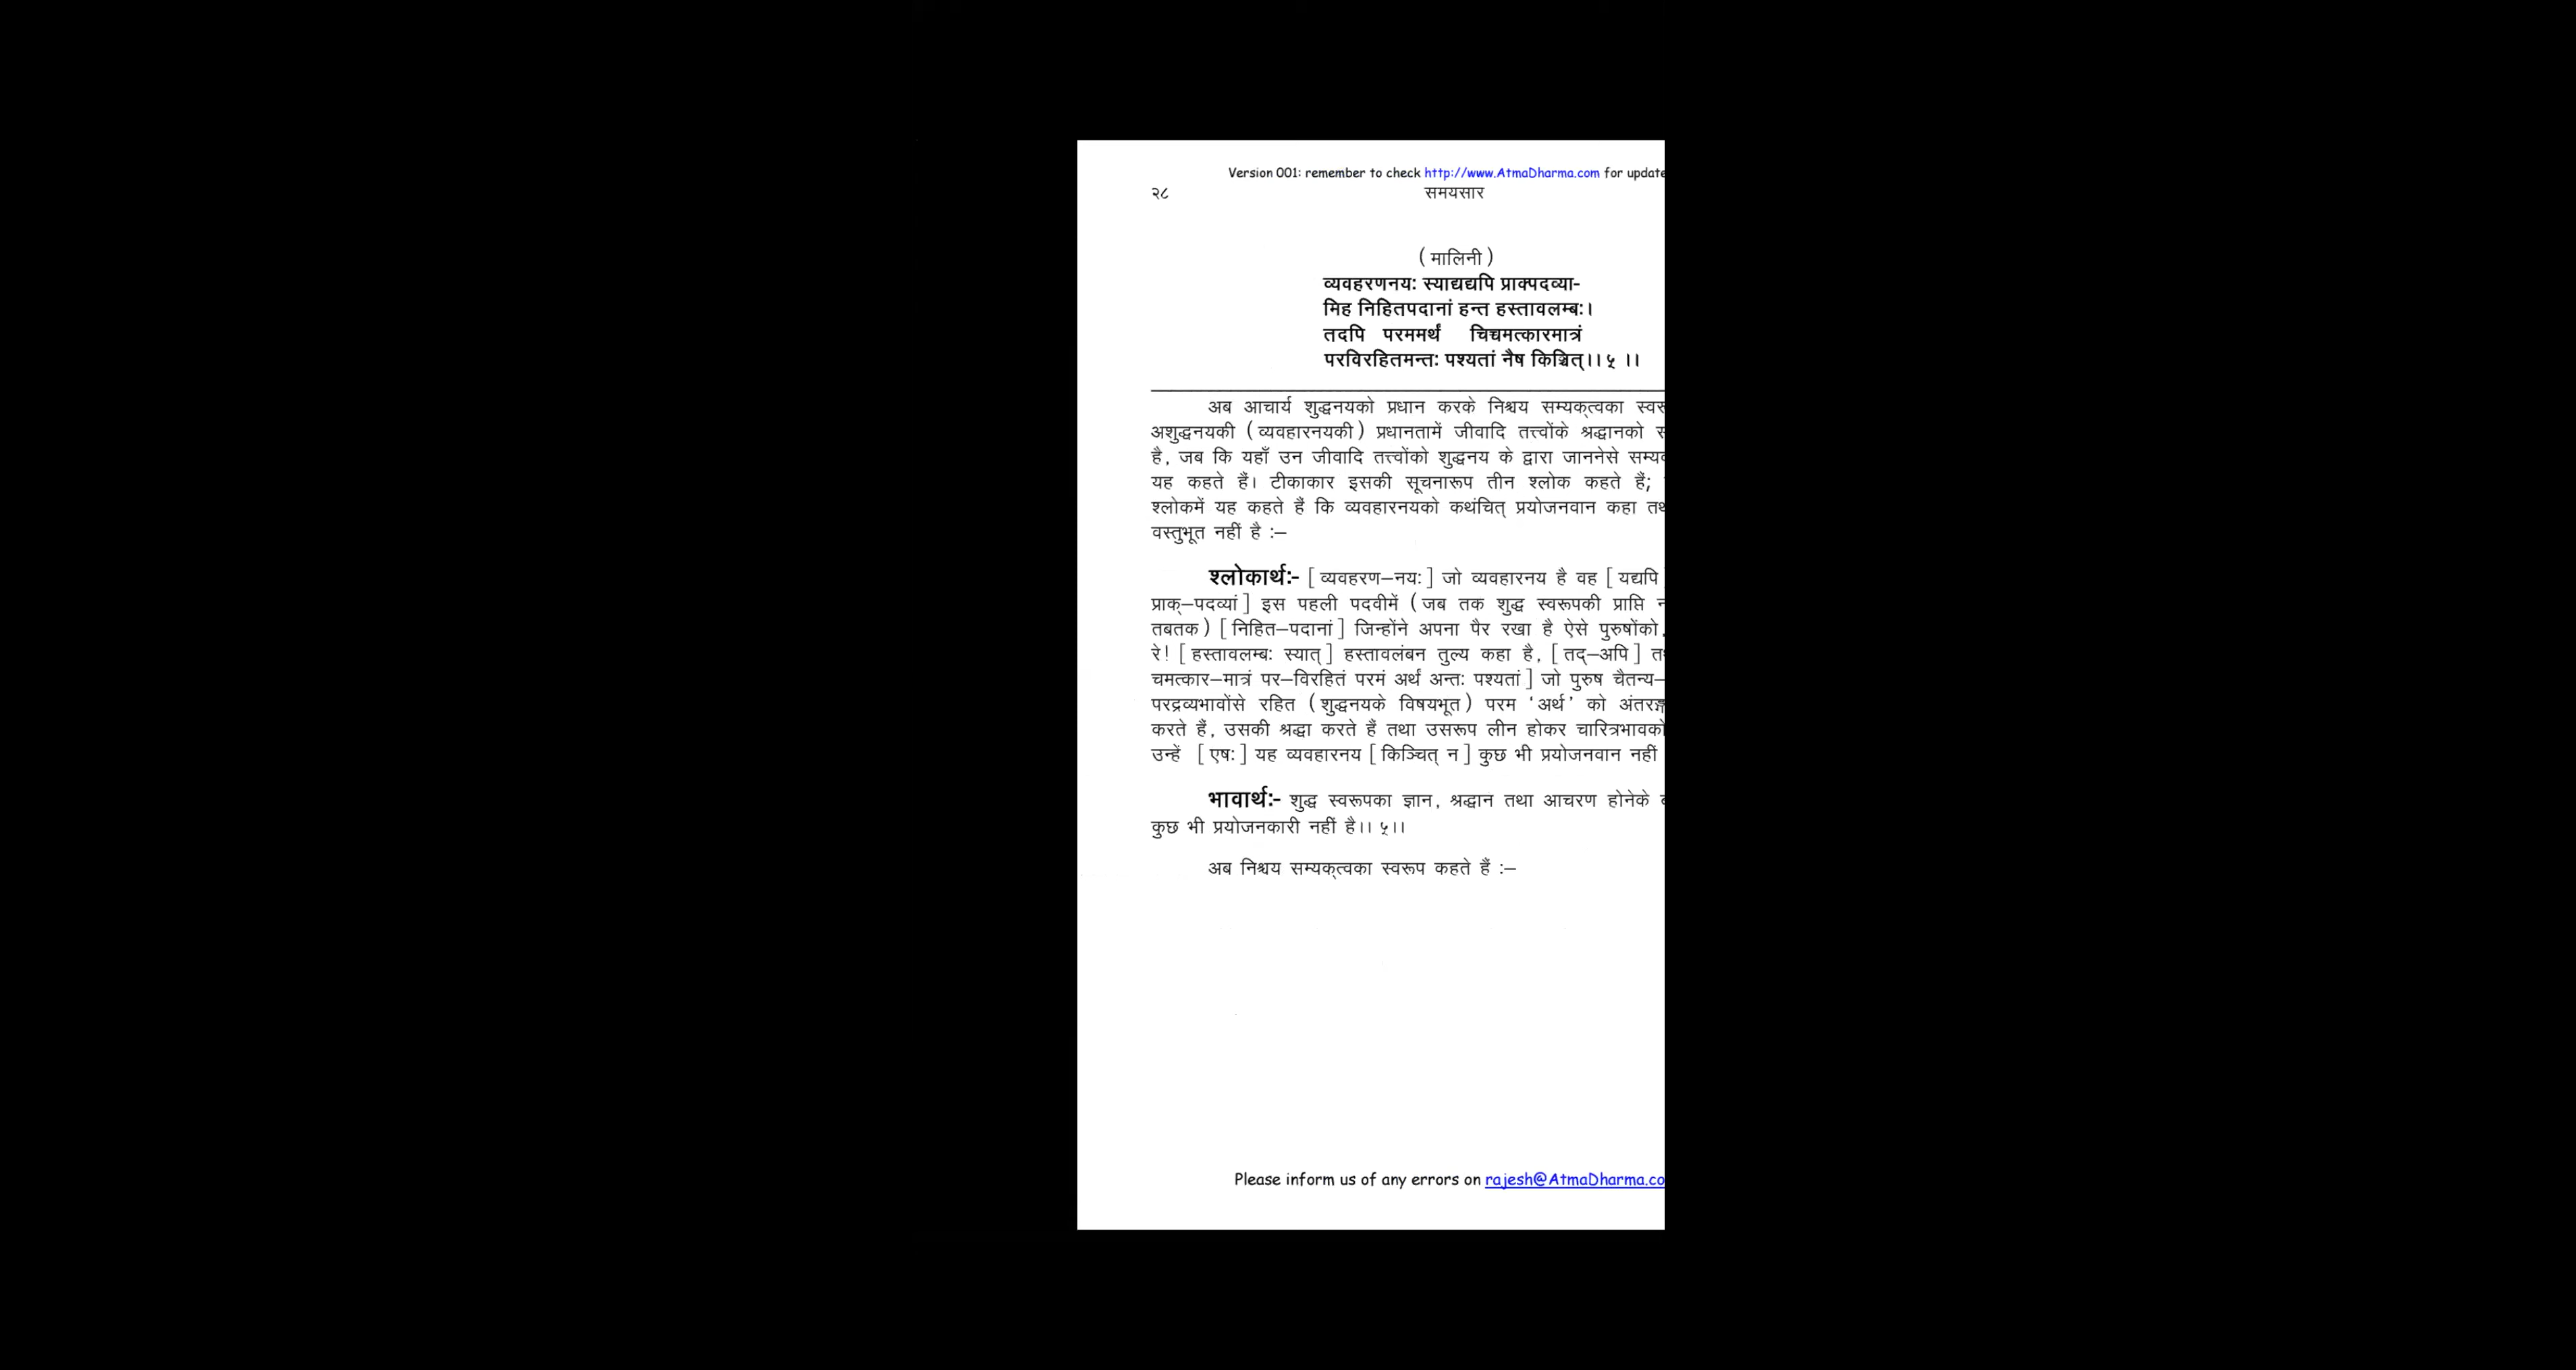 Version 001: remember to check http://www.AtmaDharma.com for update
२८ समयसार
( मालिनी )
व्यवहरणनयः स्याद्यद्यपि प्राक्पदव्या-
मिह निहितपदानां हन्त हस्तावलम्बः।
तदपि परममर्थं चिच्चमत्कारमात्रं
परविरहितमन्तः पश्यतां नैष किञ्चित्।। ५ ।।
अब आचार्य शुद्धनयको प्रधान करके निश्चय सम्यक्त्वका
अशुद्धनयकी ( व्यवहारनयकी ) प्रधानतामें जीवादि तत्त्वोंके श्रद्धानको
है, जब कि यहाँ उन जीवादि तत्त्वोंको शुद्धनय के द्वारा जाननेसे
यह कहते हैं। टीकाकार इसकी सूचनारूप तीन श्लोक कहते हैं;
श्लोकमें यह कहते हैं कि व्यवहारनयको कथंचित् प्रयोजनवान कहा
वस्तुभूत नहीं है :—
श्लोकार्थ:- [ व्यवहरण—नयः ] जो व्यवहारनय है वह [ यद्यपि
प्राक्—पदव्यां ] इस पहली पदवीमें ( जब तक शुद्ध स्वरूपकी प्राप्ति
तबतक ) [ निहित—पदानां ] जिन्होंने अपना पैर रखा है ऐसे पुरुषोंको,
रे! [ हस्तावलम्बः स्यात् ] हस्तावलंबन तुल्य कहा है, [ तद्—अपि ]
चमत्कार—मात्रं पर—विरहितं परमं अर्थं अन्तः पश्यतां ] जो पुरुष चैतन्य—
परद्रव्यभावोंसे रहित ( शुद्धनयके विषयभूत ) परम ‘अर्थ’ को
करते हैं, उसकी श्रद्धा करते हैं तथा उसरूप लीन होकर चारित्रभावको
उन्हें [ एषः ] यह व्यवहारनय [ किञ्चित् न ] कुछ भी प्रयोजनवान नहीं
भावार्थ:- शुद्ध स्वरूपका ज्ञान, श्रद्धान तथा आचरण होनेके
कुछ भी प्रयोजनकारी नहीं है।। ५।।
अब निश्चय सम्यक्त्वका स्वरूप कहते हैं :—
Please inform us of any errors on rajesh@AtmaDharma.co